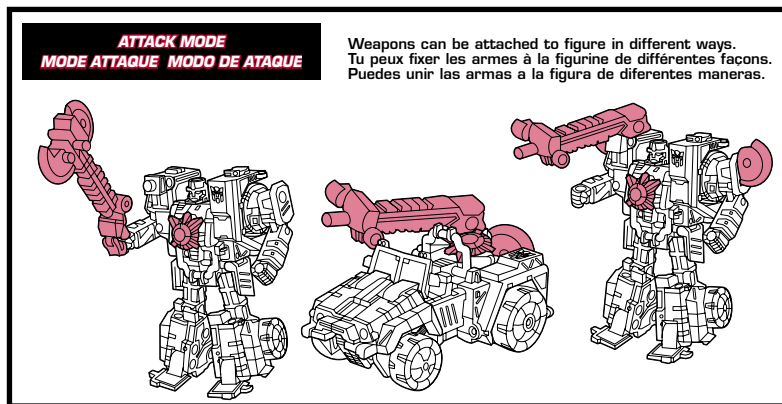 ATTACK MODE
MODE ATTAQUE MODO DE ATAQUE
Weapons can be attached to figure in different ways.
Tu peux fixer les armes à la figurine de différentes façons.
Puedes unir las armas a la figura de diferentes maneras.